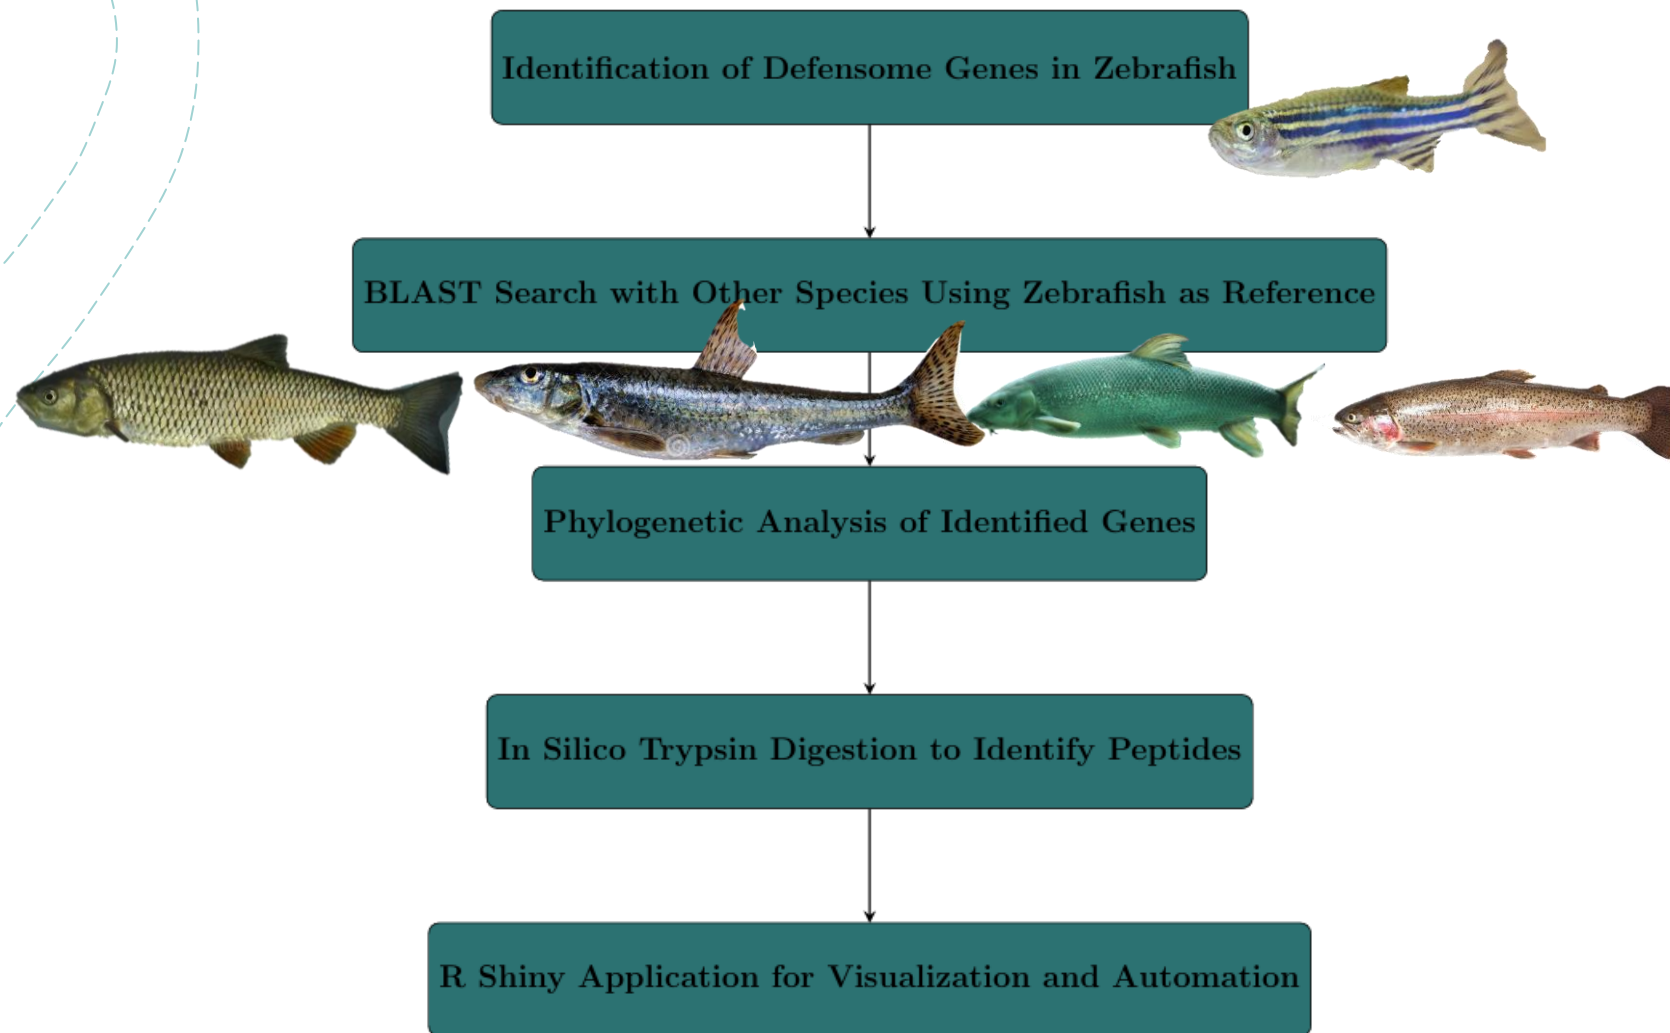 Identification of Defensome Genes in Zebrafish
BLAST Search with Other Species Using Zebrafish as Reference
Phylogenetic Analysis of Identified Genes
In Silico Trypsin Digestion to Identify Peptides
R Shiny Application for Visualization and Automation